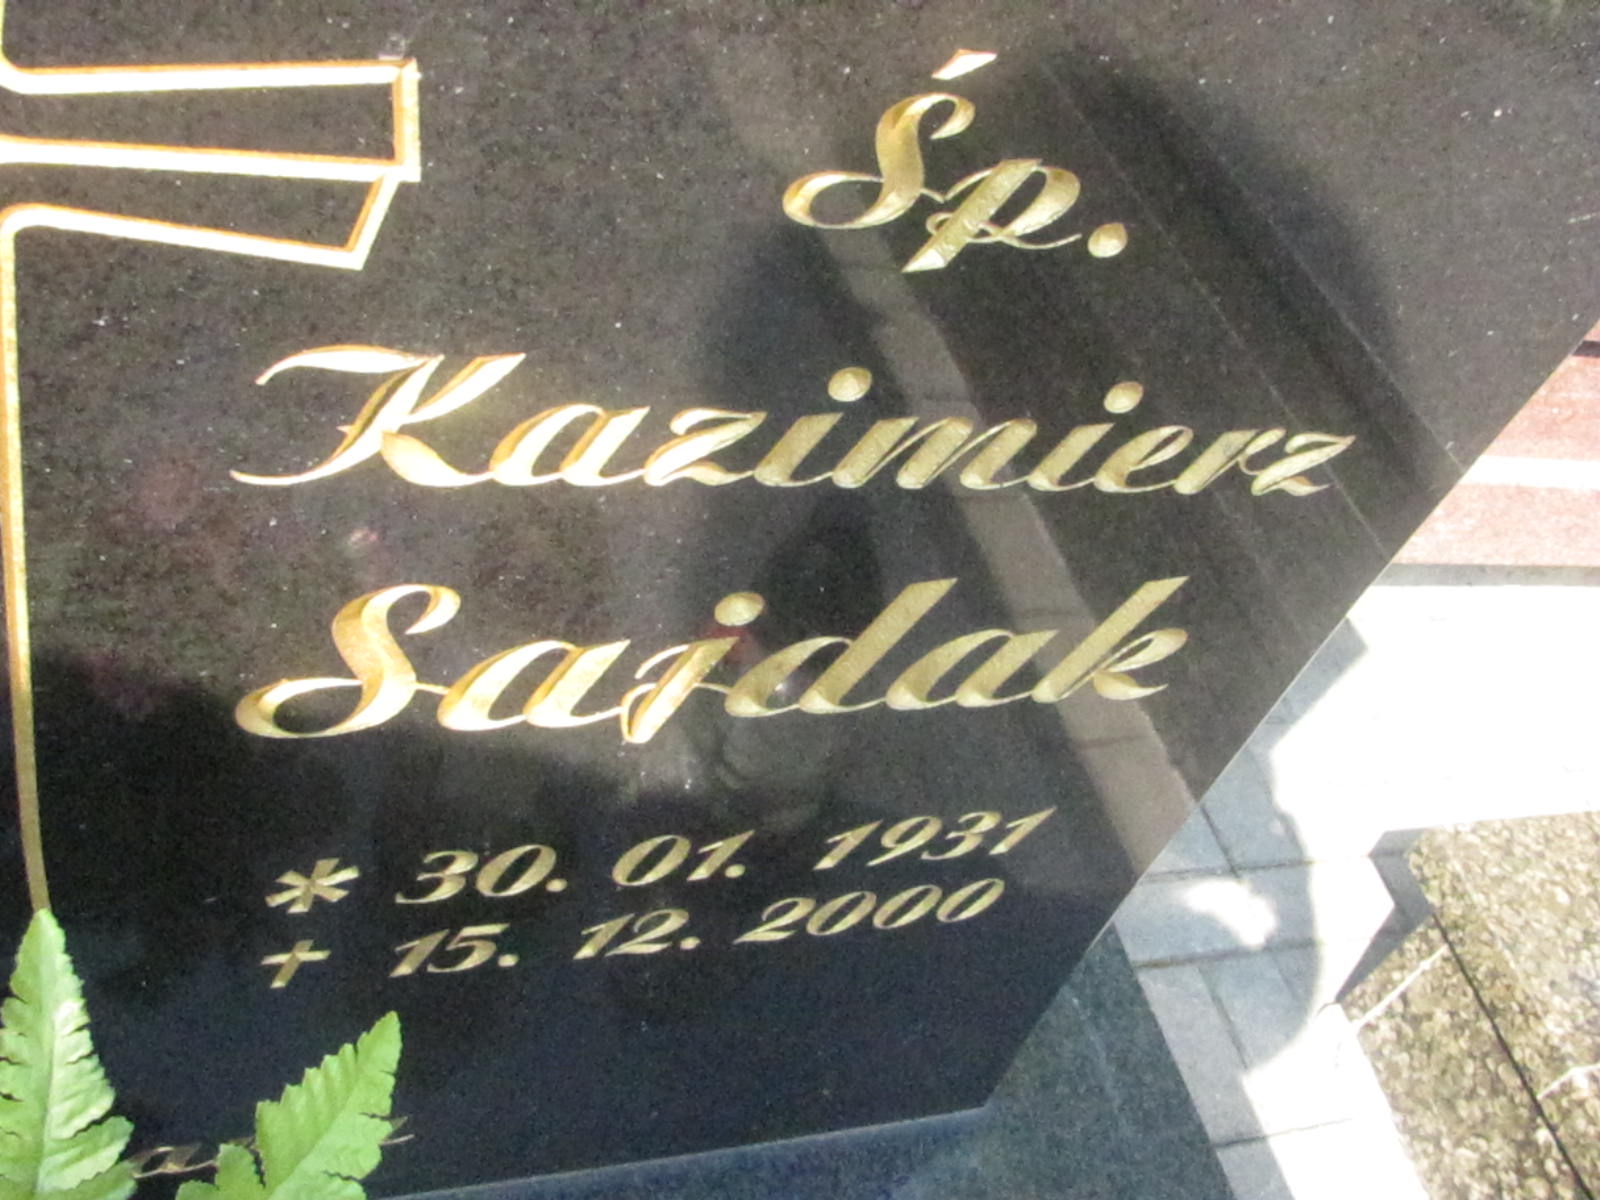 Śp.
Kazimierz
Sajdak
* 30. 01. 1931
+ 15. 12. 2000